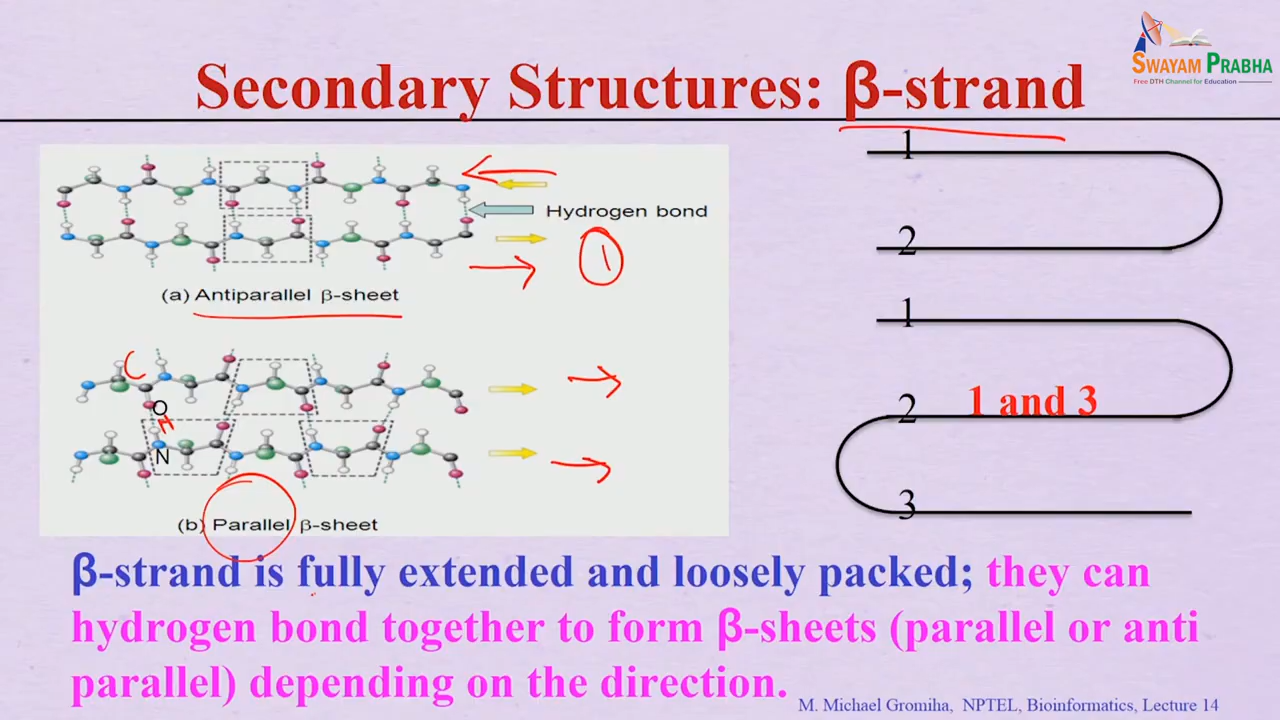 SWAYAM PRABHA
Free DTH Channel for Education
Secondary Structures: β-strand
1
Hydrogen bond
1
2
(a) Antiparallel β-sheet
1
C
O
H
N
2
1 and 3
3
(b) Parallel β-sheet
β-strand is fully extended and loosely packed; they can
hydrogen bond together to form β-sheets (parallel or anti
parallel) depending on the direction.
M. Michael Gromiha, NPTEL, Bioinformatics, Lecture 14